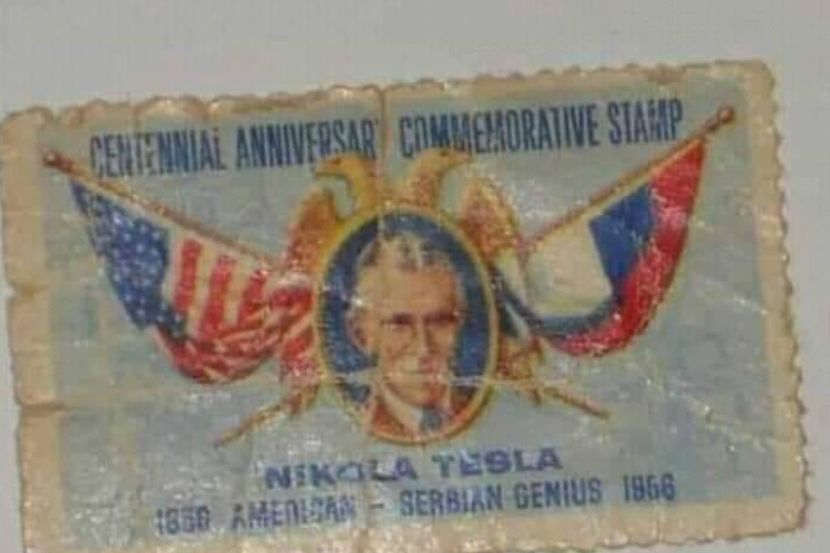 CENTENNIAL ANNIVERSARY COMMEMORATIVE STAMP
NIKOLA TESLA
1856 AMERICAN - SERBIAN GENIUS 1956